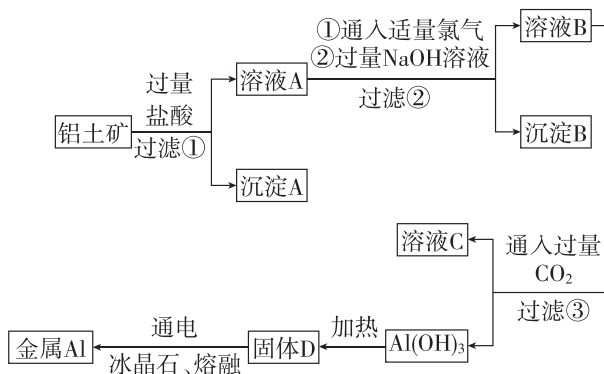 ①通入适量氯气
溶液B
过量
溶液A
②过量NaOH溶液
盐酸
过滤②
铝土矿
过滤①
沉淀B
沉淀A
溶液C
通入过量
CO₂
通电
加热
过滤③
金属Al
固体D
Al(OH)₃
冰晶石、熔融